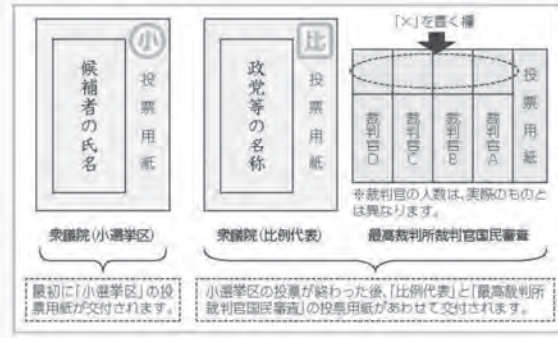 小
候補者の氏名
投票用紙
衆議院(小選挙区)
最初に「小選挙区」の投
票用紙が交付されます。
比
政党等の名称
投票用紙
衆議院(比例代表)
「×」を書く欄
投票用紙
裁判官A
裁判官B
裁判官C
裁判官D
※裁判官の人数は、実際のものと
は異なります。
最高裁判所裁判官国民審査
小選挙区の投票が終わった後、「比例代表」と「最高裁判所
裁判官国民審査」の投票用紙があわせて交付されます。